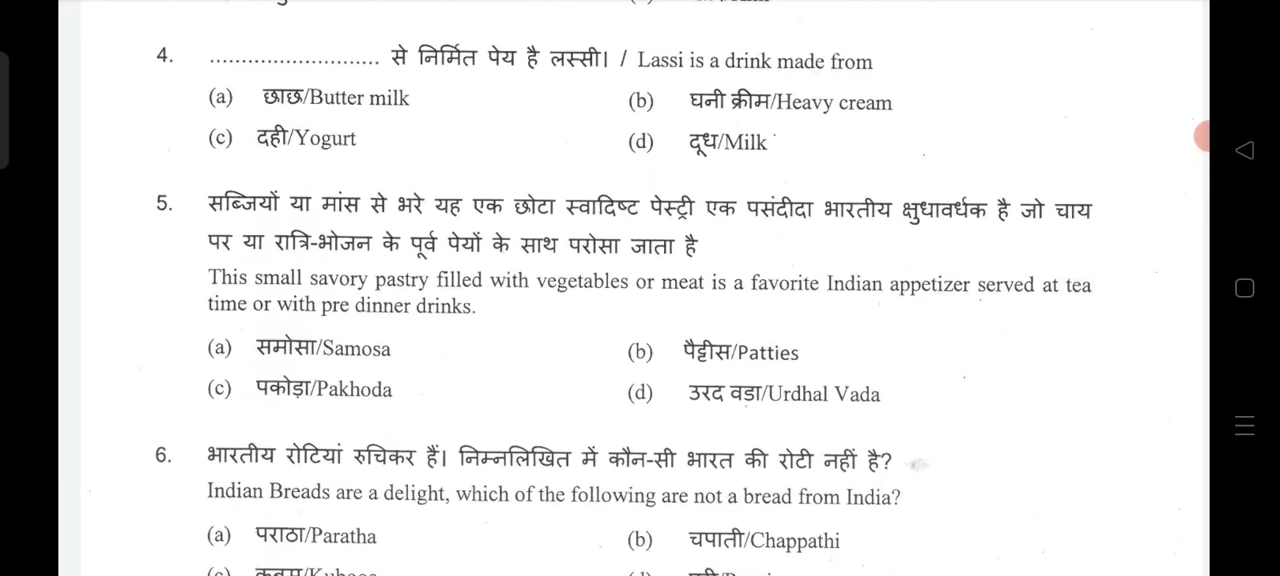 4. ........................... से निर्मित पेय है लस्सी। / Lassi is a drink made from
(a) छाछ/Butter milk (b) घनी क्रीम/Heavy cream
(c) दही/Yogurt (d) दूध/Milk
5. सब्जियों या मांस से भरे यह एक छोटा स्वादिष्ट पेस्ट्री एक पसंदीदा भारतीय क्षुधावर्धक है जो चाय
पर या रात्रि-भोजन के पूर्व पेयों के साथ परोसा जाता है
This small savory pastry filled with vegetables or meat is a favorite Indian appetizer served at tea
time or with pre dinner drinks.
(a) समोसा/Samosa (b) पैट्टीस/Patties
(c) पकोड़ा/Pakhoda (d) उरद वडा/Urdhal Vada
6. भारतीय रोटियां रुचिकर हैं। निम्नलिखित में कौन-सी भारत की रोटी नहीं है?
Indian Breads are a delight, which of the following are not a bread from India?
(a) पराठा/Paratha (b) चपाती/Chappathi
(c)